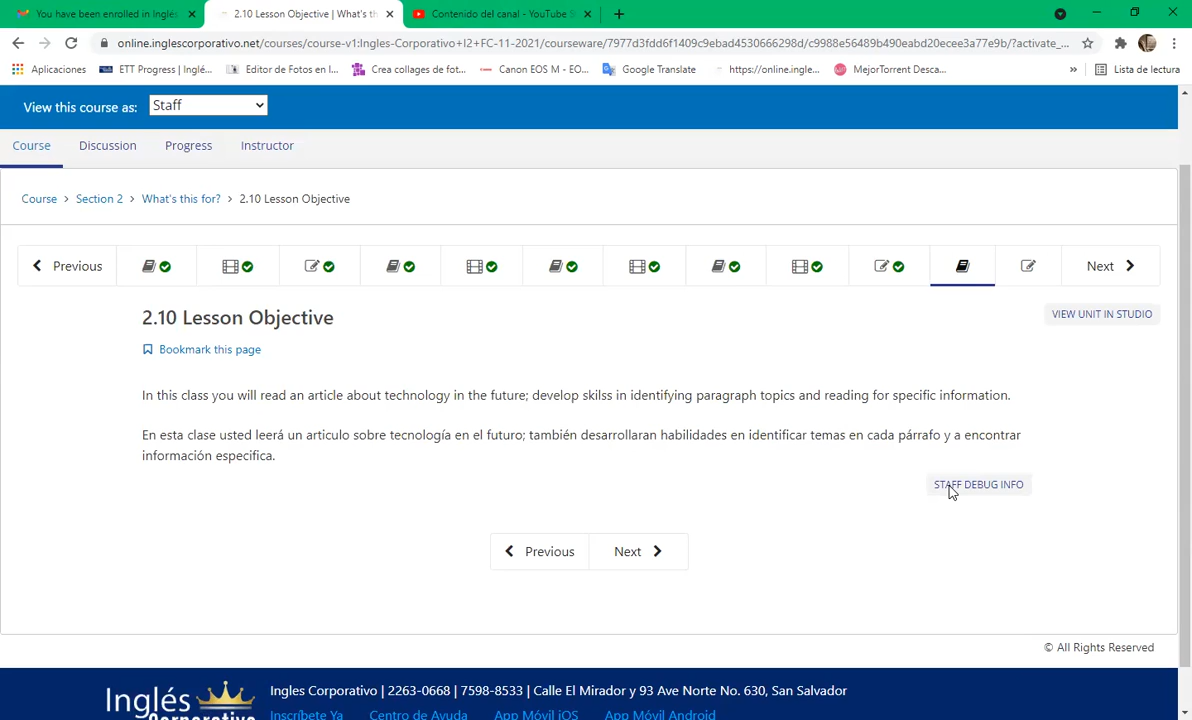 You have been enrolled in Inglés
2.10 Lesson Objective | What's th
Contenido del canal - YouTube S
online.inglescorporativo.net/courses/course-v1:Ingles-Corporativo+I2+FC-11-2021/courseware/7977d3fdd6f1409c9ebad4530666298d/c9988e56489b490eabd20ecee3a77e9b/?activate_...
Aplicaciones
ETT Progress | Inglé...
Editor de Fotos en l...
Crea collages de fot...
Canon EOS M - EO...
Google Translate
https://online.ingle...
MejorTorrent Desca...
»
Lista de lectura
View this course as: Staff
Course Discussion Progress Instructor
Course > Section 2 > What's this for? > 2.10 Lesson Objective
Previous
Next
2.10 Lesson Objective
VIEW UNIT IN STUDIO
Bookmark this page
In this class you will read an article about technology in the future; develop skilss in identifying paragraph topics and reading for specific information.
En esta clase usted leerá un articulo sobre tecnología en el futuro; también desarrollaran habilidades en identificar temas en cada párrafo y a encontrar
información especifica.
STAFF DEBUG INFO
Previous Next
© All Rights Reserved
Inglés
Corporativo
Ingles Corporativo | 2263-0668 | 7598-8533 | Calle El Mirador y 93 Ave Norte No. 630, San Salvador
Inscríbete Ya Centro de Ayuda App Móvil iOS App Móvil Android